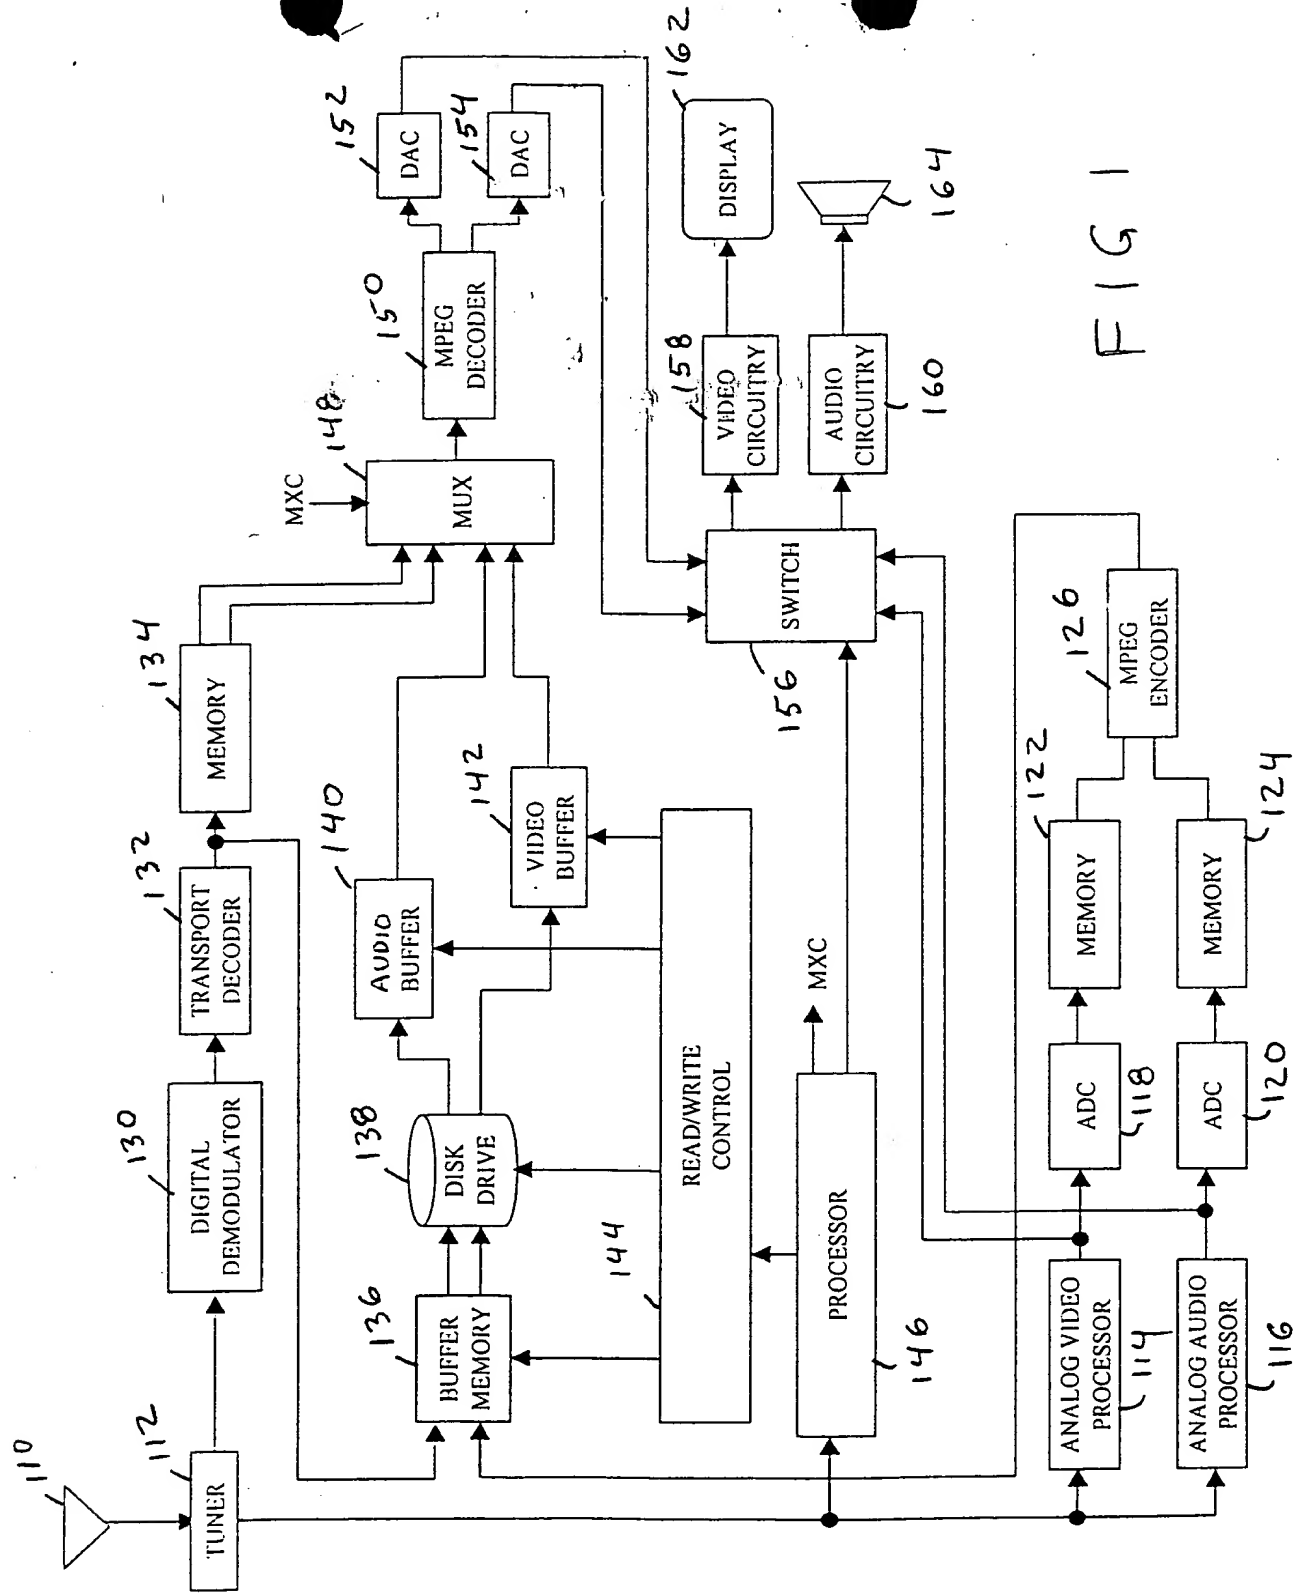 110
112
TUNER
130
DIGITAL
DEMODULATOR
132
TRANSPORT
DECODER
134
MEMORY
MXC
148
MUX
150
MPEG
DECODER
152
DAC
154
DAC
136
BUFFER
MEMORY
138
DISK
DRIVE
140
AUDIO
BUFFER
142
VIDEO
BUFFER
144
READ/WRITE
CONTROL
146
PROCESSOR
MXC
156
SWITCH
158
VIDEO
CIRCUITRY
160
AUDIO
CIRCUITRY
162
DISPLAY
164
114
ANALOG VIDEO
PROCESSOR
116
ANALOG AUDIO
PROCESSOR
118
ADC
120
ADC
122
MEMORY
124
MEMORY
126
MPEG
ENCODER
FIG 1